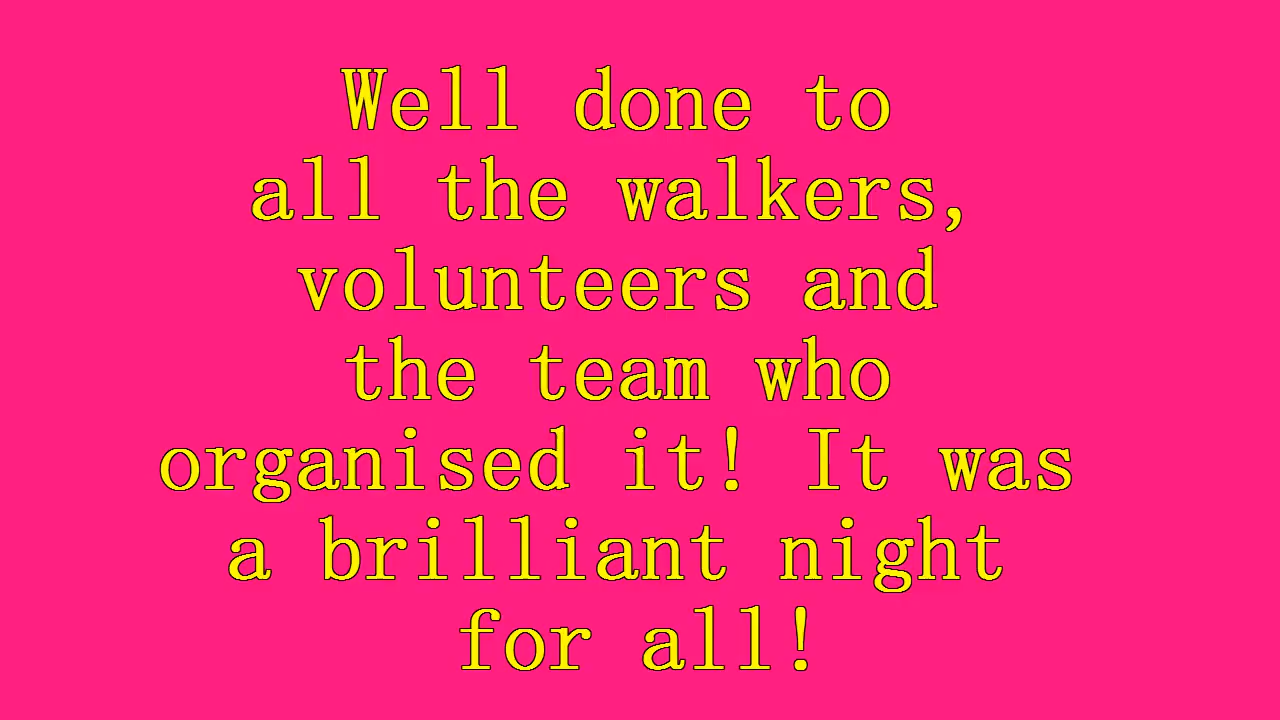 Well done to
all the walkers,
volunteers and
the team who
organised it! It was
a brilliant night
for all!